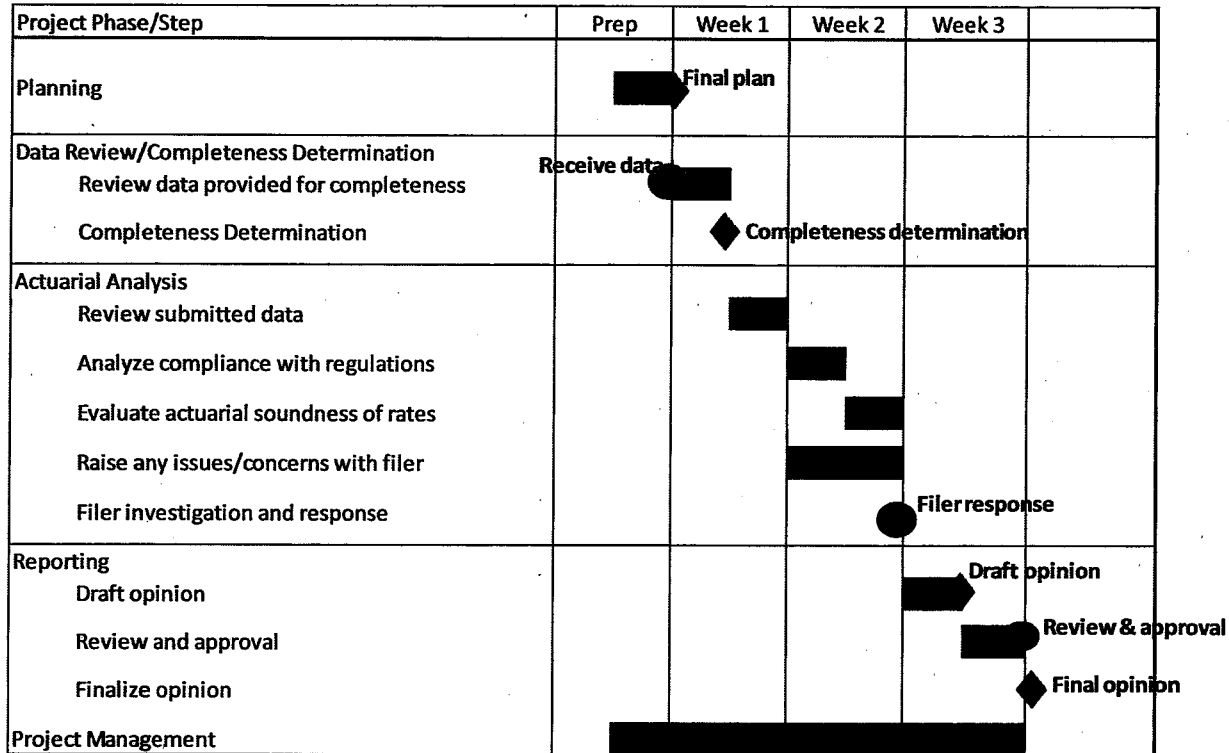 Project Phase/Step Prep Week 1 Week 2 Week 3
Planning Final plan
Data Review/Completeness Determination
Receive data
Review data provided for completeness
Completeness Determination Completeness determination
Actuarial Analysis
Review submitted data
Analyze compliance with regulations
Evaluate actuarial soundness of rates
Raise any issues/concerns with filer
Filer investigation and response Filer response
Reporting
Draft opinion Draft opinion
Review and approval Review & approval
Finalize opinion Final opinion
Project Management